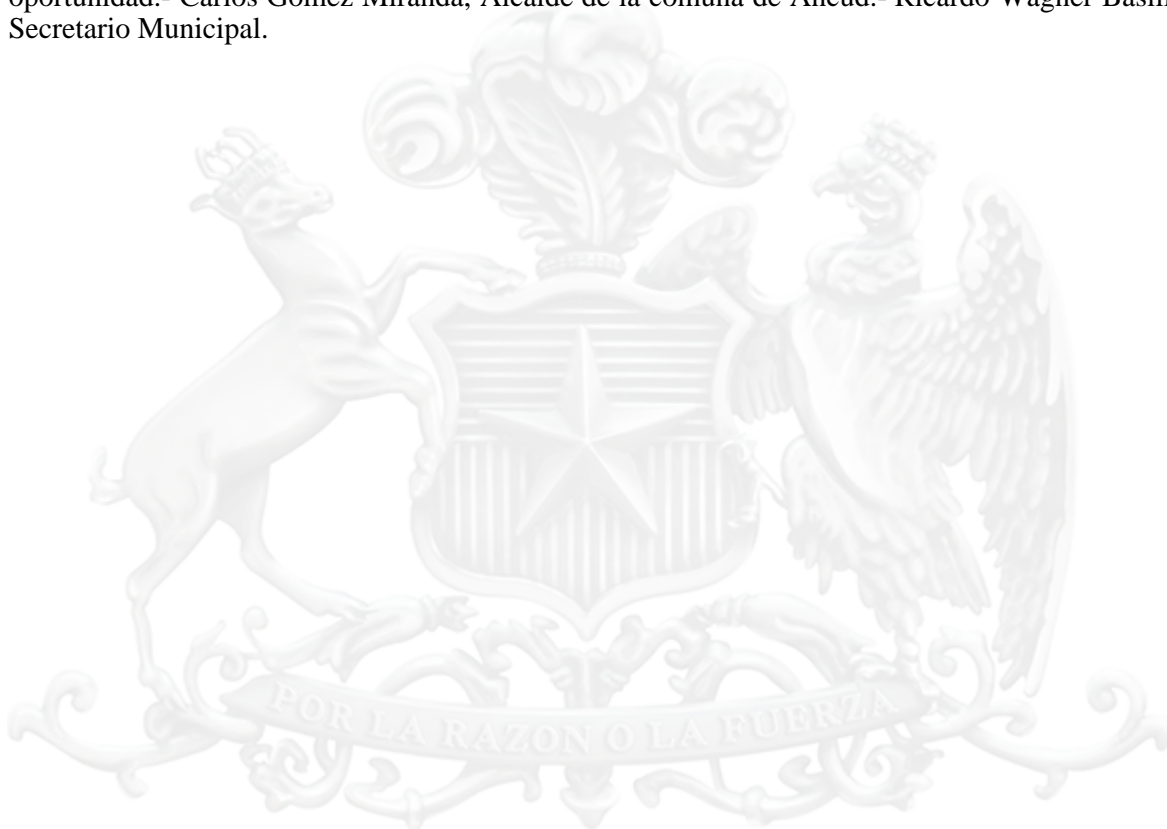 oportunidad.- Carlos Gómez Miranda, Alcalde de la comuna de Ancud.- Ricardo Wagner
Secretario Municipal.
POR LA RAZON O LA FUERZA